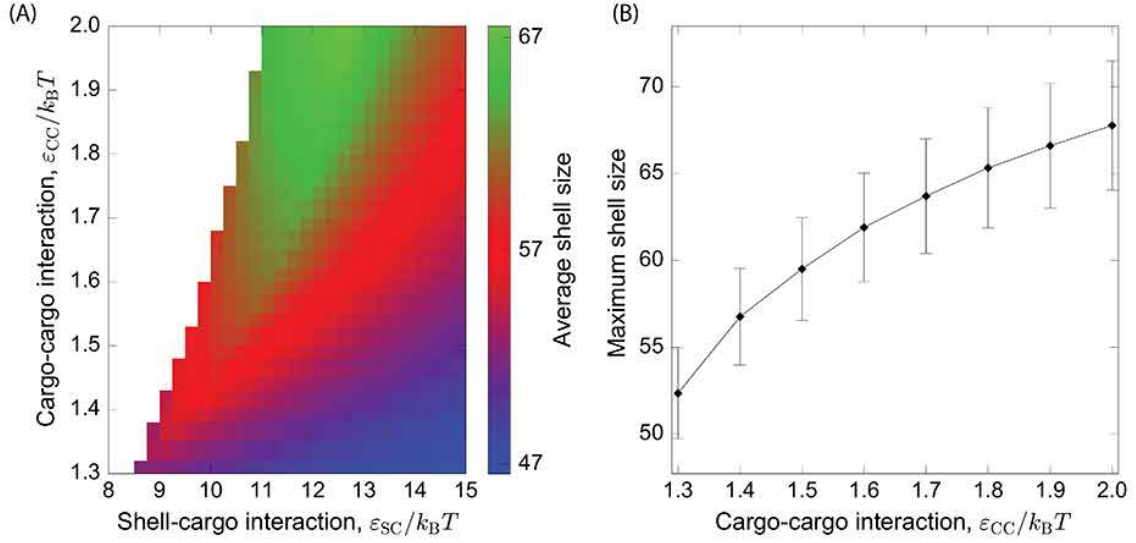 (A)
2.0
1.9
1.8
1.7
1.6
1.5
1.4
1.3
Cargo-cargo interaction, εCC/kBT
8 9 10 11 12 13 14 15
Shell-cargo interaction, εSC/kBT
67
57
47
Average shell size
(B)
70
65
60
55
50
Maximum shell size
1.3 1.4 1.5 1.6 1.7 1.8 1.9 2.0
Cargo-cargo interaction, εCC/kBT